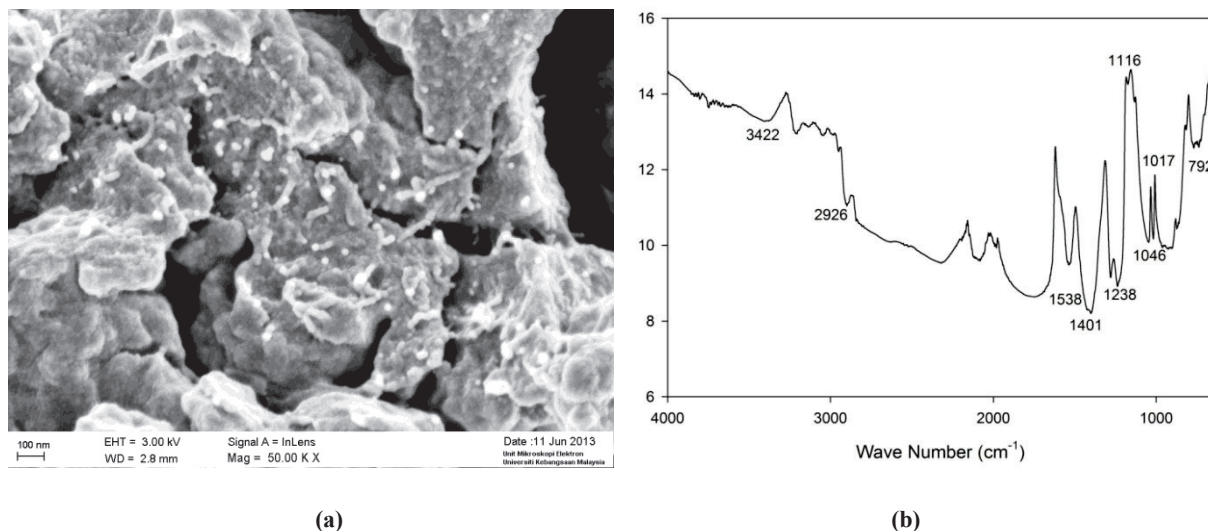 100 nm
EHT = 3.00 kV
WD = 2.8 mm
Signal A = InLens
Mag = 50.00 K X
Date :11 Jun 2013
Unit Mikroskopi Elektron
Universiti Kebangsaan Malaysia
(a)
16
14
12
10
8
6
3422
2926
1538
1401
1238
1116
1017
1046
792
4000
3000
2000
1000
Wave Number (cm⁻¹)
(b)